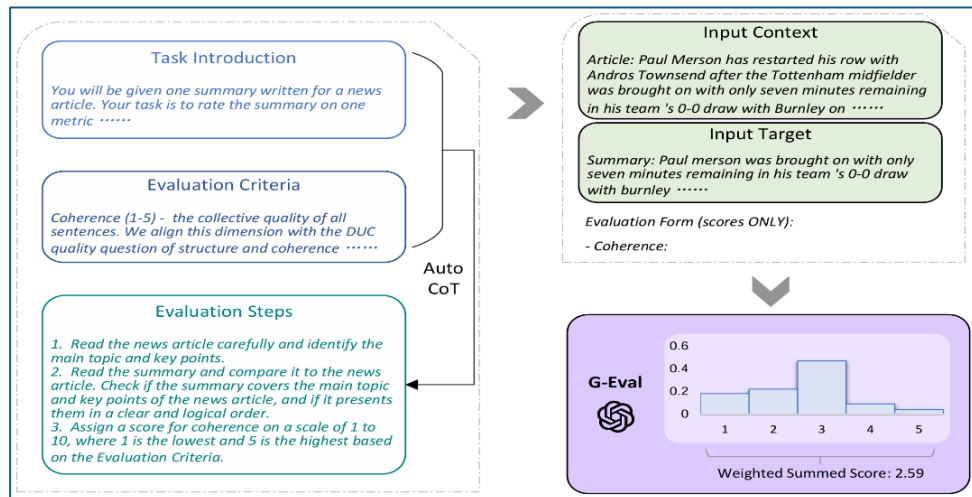 Task Introduction
You will be given one summary written for a news
article. Your task is to rate the summary on one
metric ······
Evaluation Criteria
Coherence (1-5) - the collective quality of all
sentences. We align this dimension with the DUC
quality question of structure and coherence ······
Auto
CoT
Evaluation Steps
1. Read the news article carefully and identify the
main topic and key points.
2. Read the summary and compare it to the news
article. Check if the summary covers the main topic
and key points of the news article, and if it presents
them in a clear and logical order.
3. Assign a score for coherence on a scale of 1 to
10, where 1 is the lowest and 5 is the highest based
on the Evaluation Criteria.
Input Context
Article: Paul Merson has restarted his row with
Andros Townsend after the Tottenham midfielder
was brought on with only seven minutes remaining
in his team 's 0-0 draw with Burnley on ······
Input Target
Summary: Paul merson was brought on with only
seven minutes remaining in his team 's 0-0 draw
with burnley ······
Evaluation Form (scores ONLY):
- Coherence:
G-Eval
0.6
0.4
0.2
0
1 2 3 4 5
Weighted Summed Score: 2.59